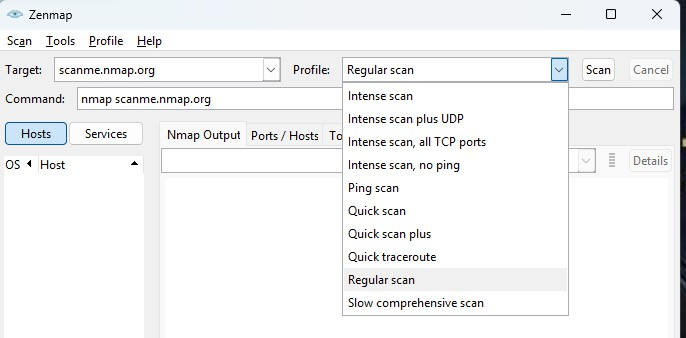 Zenmap
Scan Tools Profile Help
Target: scanme.nmap.org Profile: Regular scan Scan Cancel
Command: nmap scanme.nmap.org
Hosts Services Nmap Output Ports / Hosts To
OS Host Details
Intense scan
Intense scan plus UDP
Intense scan, all TCP ports
Intense scan, no ping
Ping scan
Quick scan
Quick scan plus
Quick traceroute
Regular scan
Slow comprehensive scan